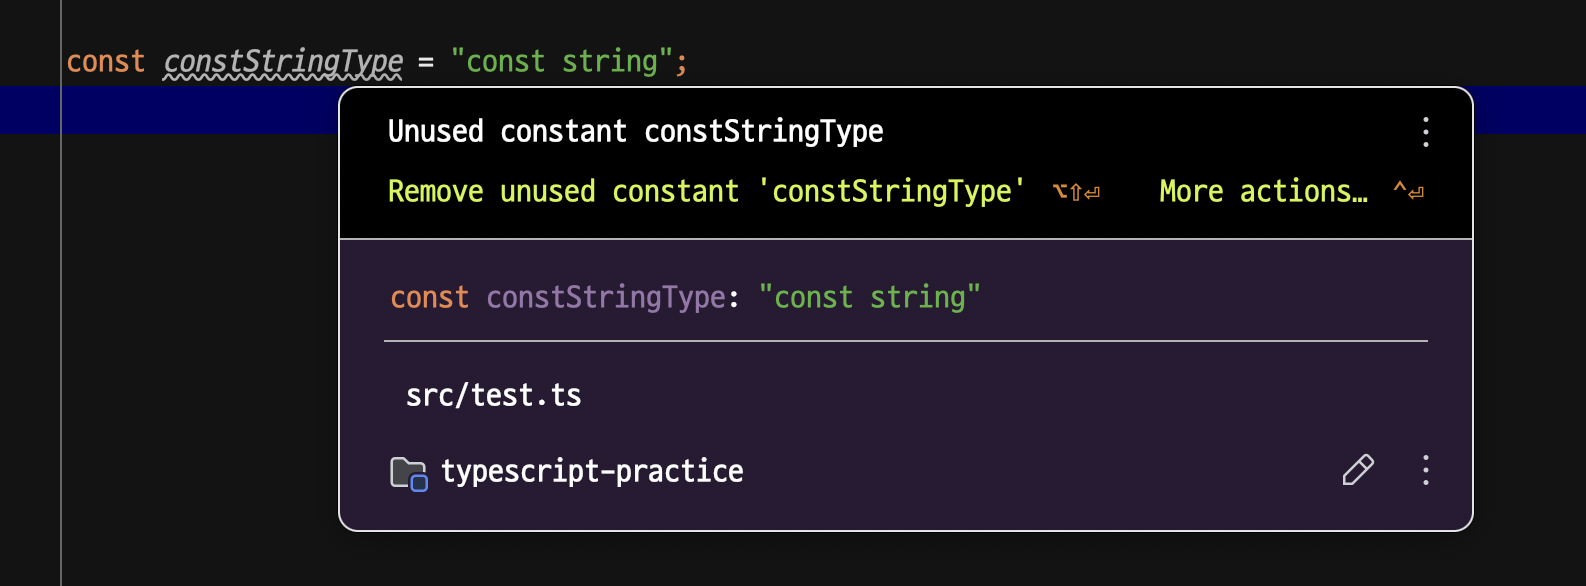 const constStringType = "const string";
Unused constant constStringType
Remove unused constant 'constStringType' ⌥⇧⏎ More actions… ^⏎
const constStringType: "const string"
src/test.ts
typescript-practice